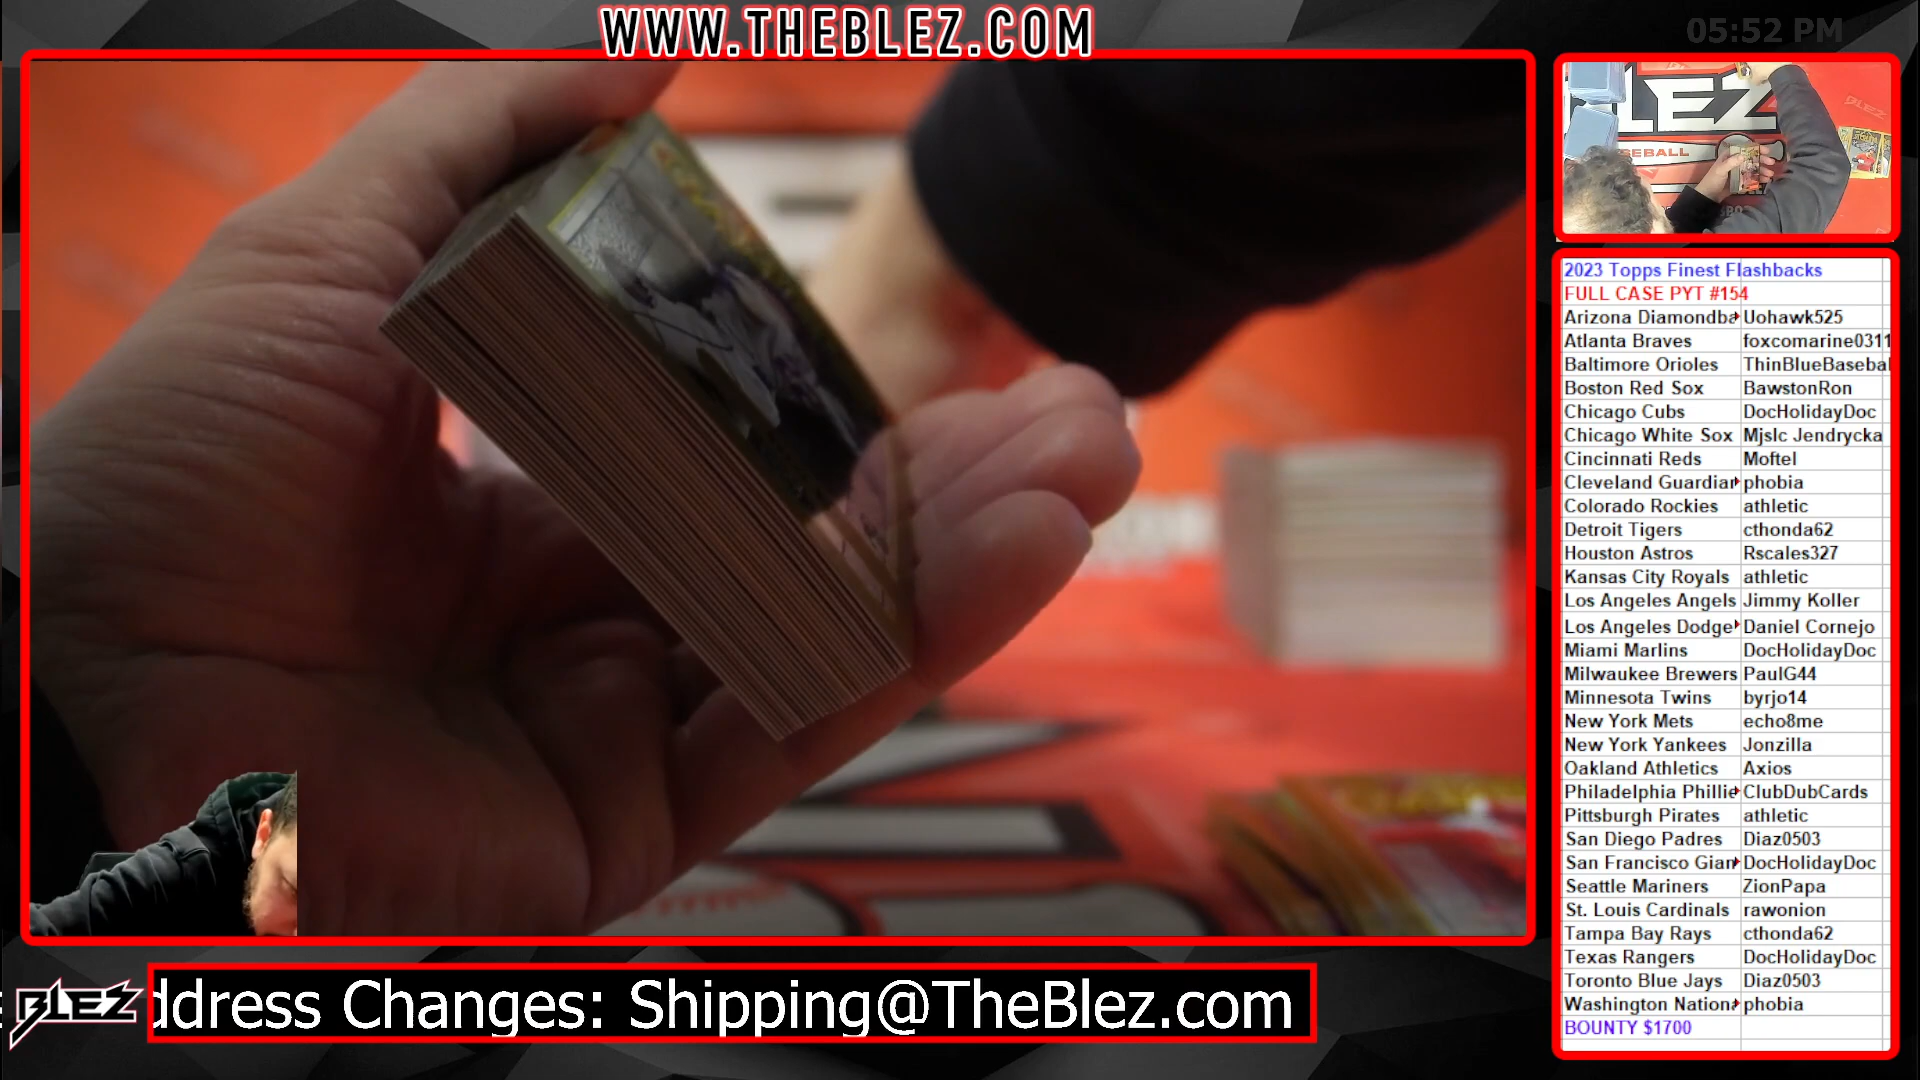 WWW.THEBLEZ.COM
05:52 PM
LEZ
BLEZ
SEBALL
2023 Topps Finest Flashbacks
FULL CASE PYT #154
Arizona Diamondba Uohawk525
Atlanta Braves foxcomarine0311
Baltimore Orioles ThinBlueBasebal
Boston Red Sox BawstonRon
Chicago Cubs DocHolidayDoc
Chicago White Sox Mjslc Jendrycka
Cincinnati Reds Moftel
Cleveland Guardian phobia
Colorado Rockies athletic
Detroit Tigers cthonda62
Houston Astros Rscales327
Kansas City Royals athletic
Los Angeles Angels Jimmy Koller
Los Angeles Dodge Daniel Cornejo
Miami Marlins DocHolidayDoc
Milwaukee Brewers PaulG44
Minnesota Twins byrjo14
New York Mets echo8me
New York Yankees Jonzilla
Oakland Athletics Axios
Philadelphia Phillie ClubDubCards
Pittsburgh Pirates athletic
San Diego Padres Diaz0503
San Francisco Gian DocHolidayDoc
Seattle Mariners ZionPapa
St. Louis Cardinals rawonion
Tampa Bay Rays cthonda62
Texas Rangers DocHolidayDoc
Toronto Blue Jays Diaz0503
Washington Nationa phobia
BOUNTY $1700
BLEZ
ddress Changes: Shipping@TheBlez.com